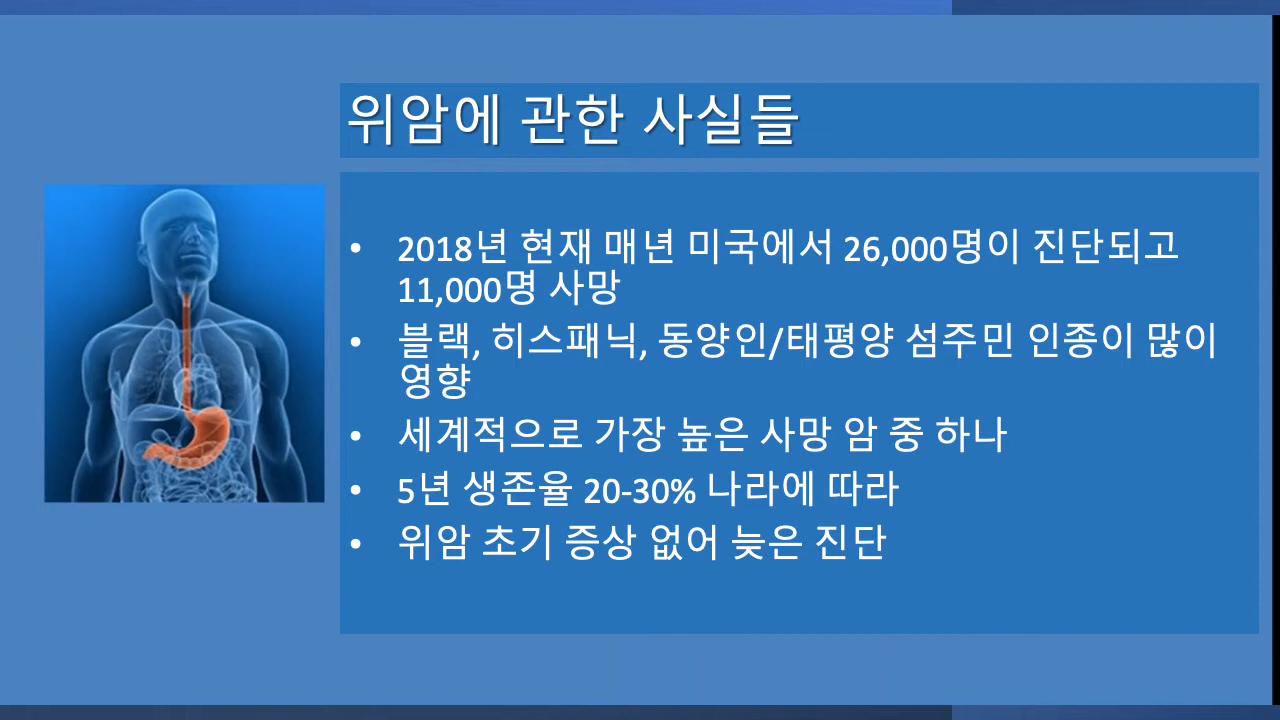 위암에 관한 사실들
• 2018년 현재 매년 미국에서 26,000명이 진단되고
11,000명 사망
• 블랙, 히스패닉, 동양인/태평양 섬주민 인종이 많이
영향
• 세계적으로 가장 높은 사망 암 중 하나
• 5년 생존율 20-30% 나라에 따라
• 위암 초기 증상 없어 늦은 진단